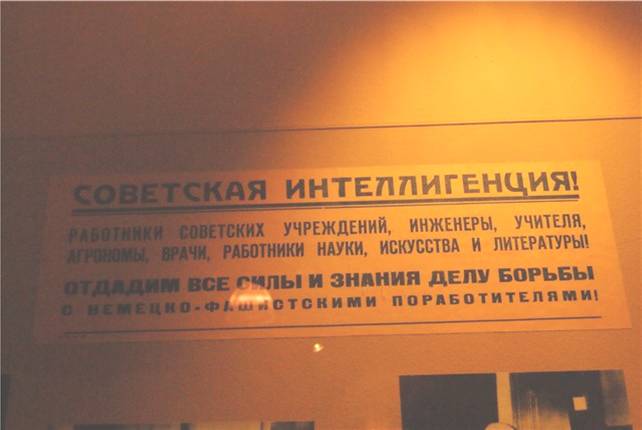 СОВЕТСКАЯ ИНТЕЛЛИГЕНЦИЯ!
РАБОТНИКИ СОВЕТСКИХ УЧРЕЖДЕНИЙ, ИНЖЕНЕРЫ, УЧИТЕЛЯ,
АГРОНОМЫ, ВРАЧИ, РАБОТНИКИ НАУКИ, ИСКУССТВА И ЛИТЕРАТУРЫ!
ОТДАДИМ ВСЕ СИЛЫ И ЗНАНИЯ ДЕЛУ БОРЬБЫ
С НЕМЕЦКО-ФАШИСТСКИМИ ПОРАБОТИТЕЛЯМИ!